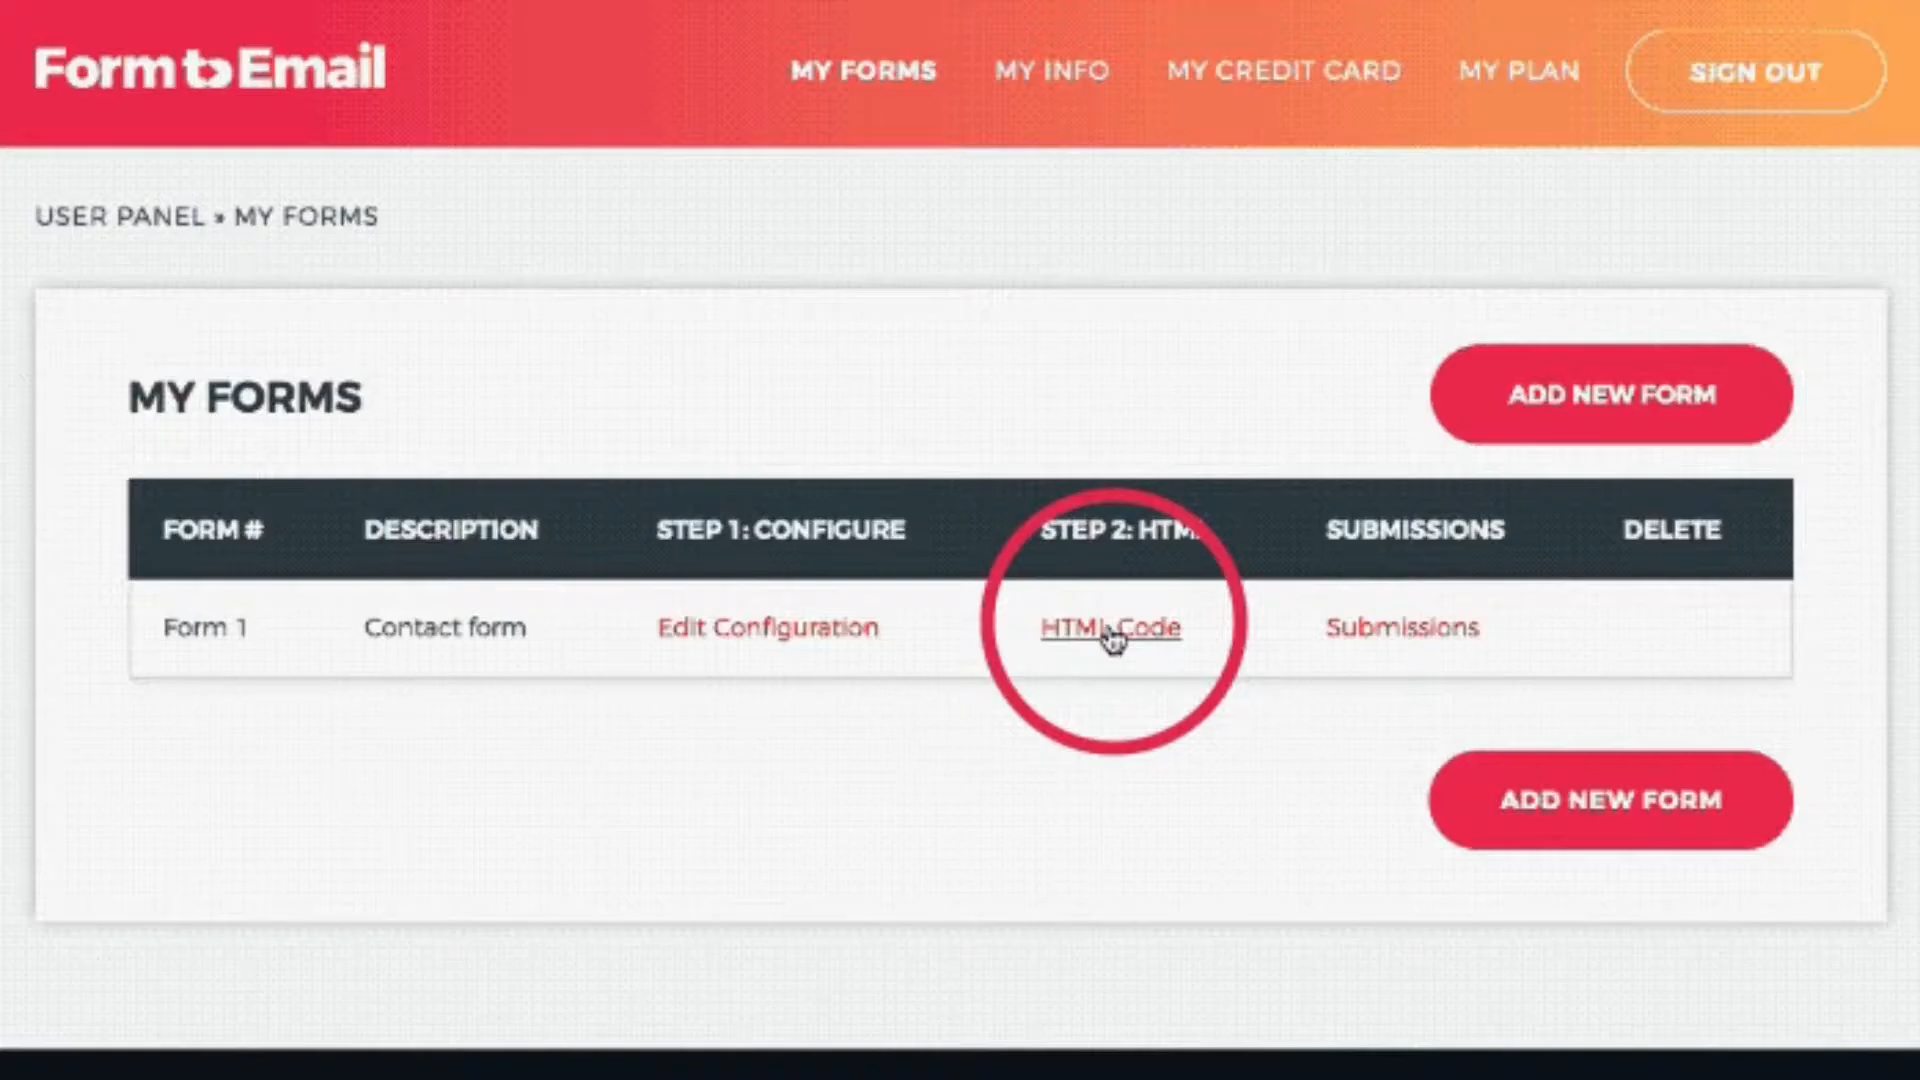 Form to Email
MY FORMS MY INFO MY CREDIT CARD MY PLAN SIGN OUT
USER PANEL » MY FORMS
MY FORMS
ADD NEW FORM
FORM # DESCRIPTION STEP 1: CONFIGURE STEP 2: HTML SUBMISSIONS DELETE
Form 1 Contact form Edit Configuration HTML Code Submissions
ADD NEW FORM